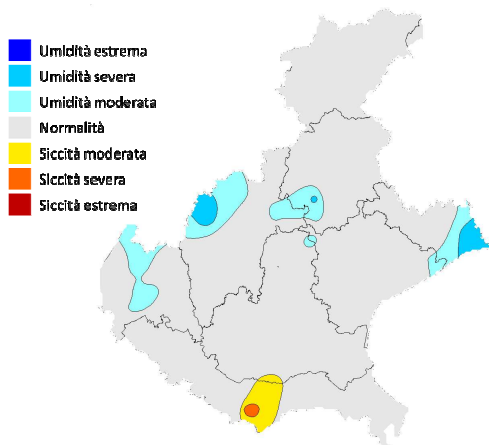 Umidità estrema
Umidità severa
Umidità moderata
Normalità
Siccità moderata
Siccità severa
Siccità estrema